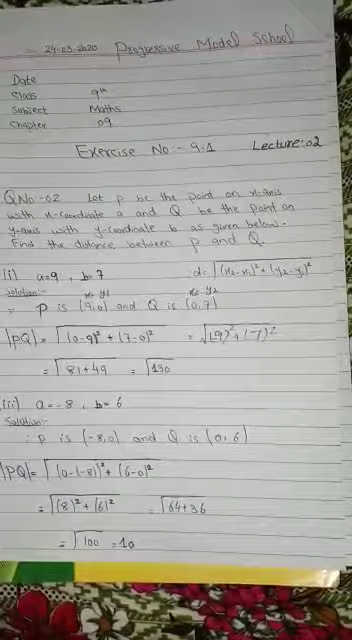 24-03-2020 Progressive Model School
Date
Class 9th
Subject Maths
Chapter 09
Exercise No:- 9.1 Lecture:02
Q.No:02 Let P be the point on x-axis
with x-coordinate a and Q be the point on
y-axis with y-coordinate b as given below.
Find the distance between P and Q.
(i) a=9, b=7 d=√(x₂-x₁)²+(y₂-y₁)²
Solution:- x₁ y₁ x₂ y₂
P is (9,0) and Q is (0,7)
|PQ|=√(0-9)²+(7-0)² =√(9)²+(-7)²
=√81+49 =√130
(iii) a=-8, b=6
Solution:-
∴ P is (-8,0) and Q is (0,6)
|PQ|=√(0-(-8))²+(6-0)²
=√(8)²+(6)² =√64+36
=√100 =10